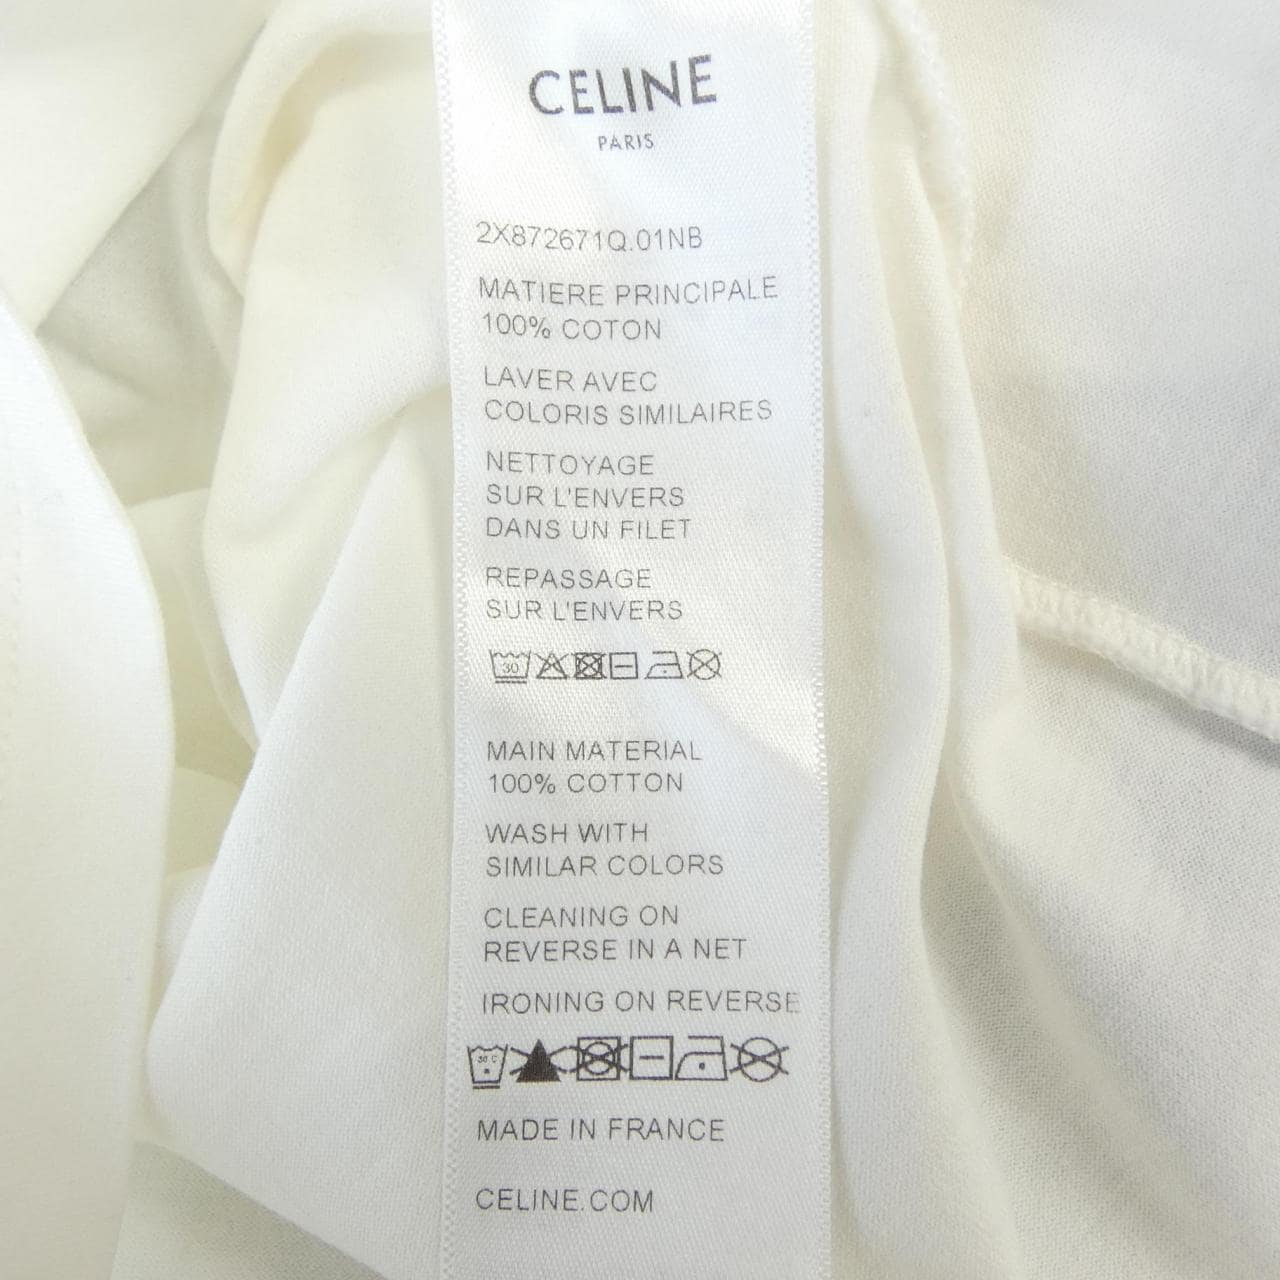 CELINE
PARIS
2X872671Q.01NB
MATIERE PRINCIPALE
100% COTON
LAVER AVEC
COLORIS SIMILAIRES
NETTOYAGE
SUR L'ENVERS
DANS UN FILET
REPASSAGE
SUR L'ENVERS
30
MAIN MATERIAL
100% COTTON
WASH WITH
SIMILAR COLORS
CLEANING ON
REVERSE IN A NET
IRONING ON REVERSE
30 C
MADE IN FRANCE
CELINE.COM